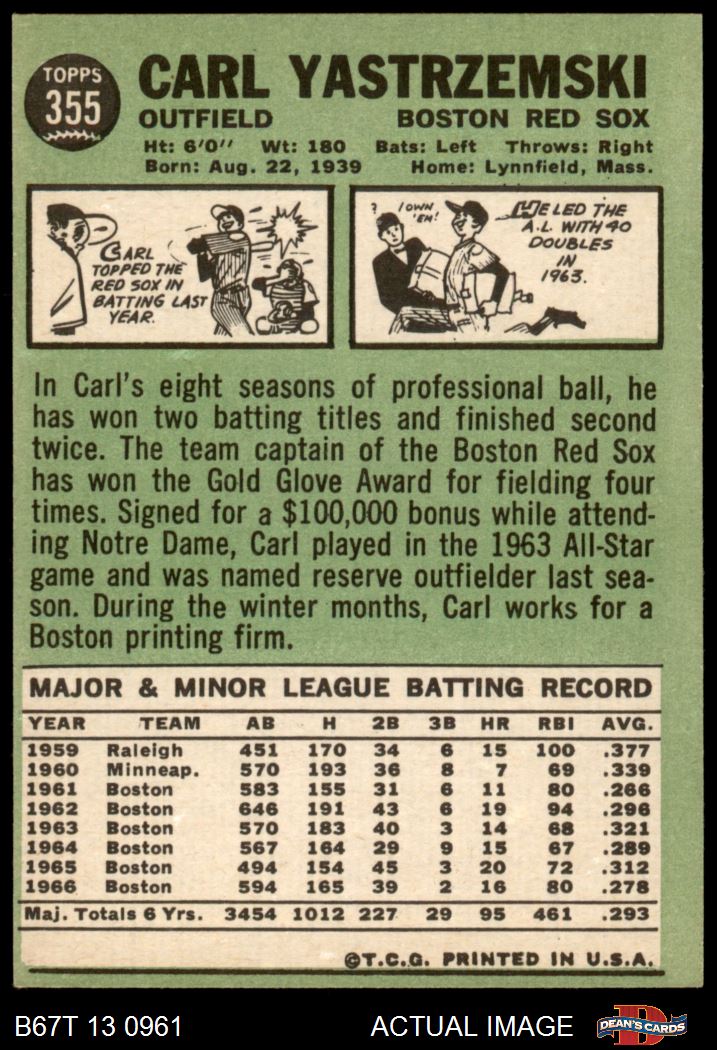 TOPPS
355
CARL YASTRZEMSKI
OUTFIELD BOSTON RED SOX
Ht: 6'0" Wt: 180 Bats: Left Throws: Right
Born: Aug. 22, 1939 Home: Lynnfield, Mass.
CARL
TOPPED THE
RED SOX IN
BATTING LAST
YEAR.
?
I OWN
'EM!
HE LED THE
A.L. WITH 40
DOUBLES
IN
1963.
In Carl's eight seasons of professional ball, he
has won two batting titles and finished second
twice. The team captain of the Boston Red Sox
has won the Gold Glove Award for fielding four
times. Signed for a $100,000 bonus while attend-
ing Notre Dame, Carl played in the 1963 All-Star
game and was named reserve outfielder last sea-
son. During the winter months, Carl works for a
Boston printing firm.
MAJOR & MINOR LEAGUE BATTING RECORD
YEAR TEAM AB H 2B 3B HR RBI AVG.
1959 Raleigh 451 170 34 6 15 100 .377
1960 Minneap. 570 193 36 8 7 69 .339
1961 Boston 583 155 31 6 11 80 .266
1962 Boston 646 191 43 6 19 94 .296
1963 Boston 570 183 40 3 14 68 .321
1964 Boston 567 164 29 9 15 67 .289
1965 Boston 494 154 45 3 20 72 .312
1966 Boston 594 165 39 2 16 80 .278
Maj. Totals 6 Yrs. 3454 1012 227 29 95 461 .293
©T.C.G. PRINTED IN U.S.A.
B67T 13 0961 ACTUAL IMAGE
D
DEAN'S CARDS